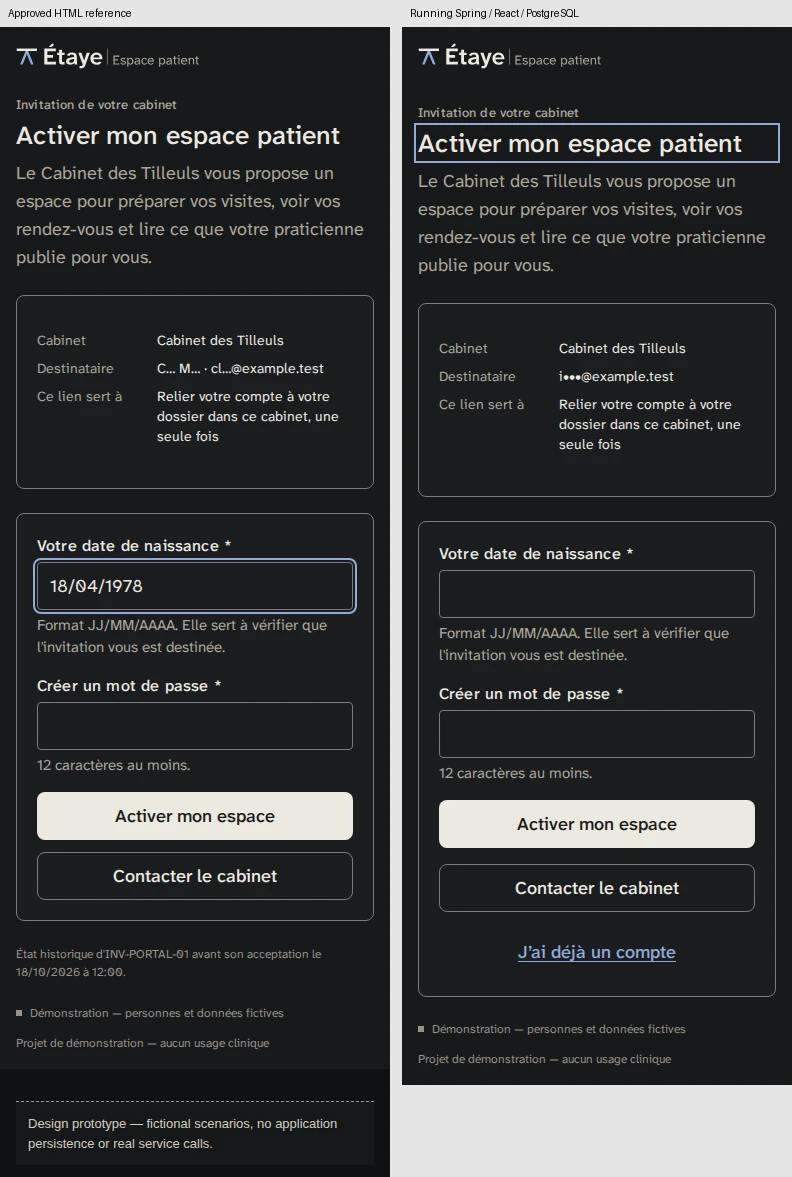 Approved HTML reference
Étaye
Espace patient
Invitation de votre cabinet
Activer mon espace patient
Le Cabinet des Tilleuls vous propose un
espace pour préparer vos visites, voir vos
rendez-vous et lire ce que votre praticienne
publie pour vous.
Cabinet
Cabinet des Tilleuls
Destinataire
C... M... · cl...@example.test
Ce lien sert à
Relier votre compte à votre
dossier dans ce cabinet, une
seule fois
Votre date de naissance *
18/04/1978
Format JJ/MM/AAAA. Elle sert à vérifier que
l'invitation vous est destinée.
Créer un mot de passe *
12 caractères au moins.
Activer mon espace
Contacter le cabinet
État historique d'INV-PORTAL-01 avant son acceptation le
18/10/2026 à 12:00.
Démonstration — personnes et données fictives
Projet de démonstration — aucun usage clinique
Design prototype — fictional scenarios, no application
persistence or real service calls.
Running Spring / React / PostgreSQL
Étaye
Espace patient
Invitation de votre cabinet
Activer mon espace patient
Le Cabinet des Tilleuls vous propose un
espace pour préparer vos visites, voir vos
rendez-vous et lire ce que votre praticienne
publie pour vous.
Cabinet
Cabinet des Tilleuls
Destinataire
i•••@example.test
Ce lien sert à
Relier votre compte à votre
dossier dans ce cabinet, une
seule fois
Votre date de naissance *
Format JJ/MM/AAAA. Elle sert à vérifier que
l'invitation vous est destinée.
Créer un mot de passe *
12 caractères au moins.
Activer mon espace
Contacter le cabinet
J'ai déjà un compte
Démonstration — personnes et données fictives
Projet de démonstration — aucun usage clinique